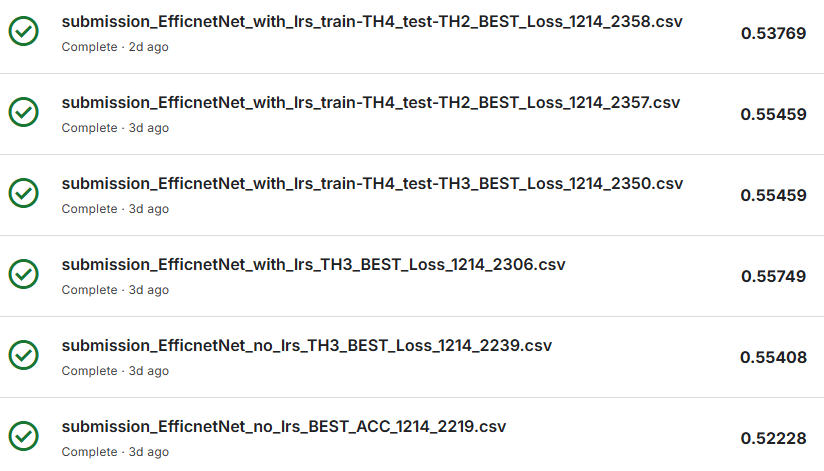 submission_EfficnetNet_with_lrs_train-TH4_test-TH2_BEST_Loss_1214_2358.csv
Complete · 2d ago
0.53769
submission_EfficnetNet_with_lrs_train-TH4_test-TH2_BEST_Loss_1214_2357.csv
Complete · 3d ago
0.55459
submission_EfficnetNet_with_lrs_train-TH4_test-TH3_BEST_Loss_1214_2350.csv
Complete · 3d ago
0.55459
submission_EfficnetNet_with_lrs_TH3_BEST_Loss_1214_2306.csv
Complete · 3d ago
0.55749
submission_EfficnetNet_no_lrs_TH3_BEST_Loss_1214_2239.csv
Complete · 3d ago
0.55408
submission_EfficnetNet_no_lrs_BEST_ACC_1214_2219.csv
Complete · 3d ago
0.52228